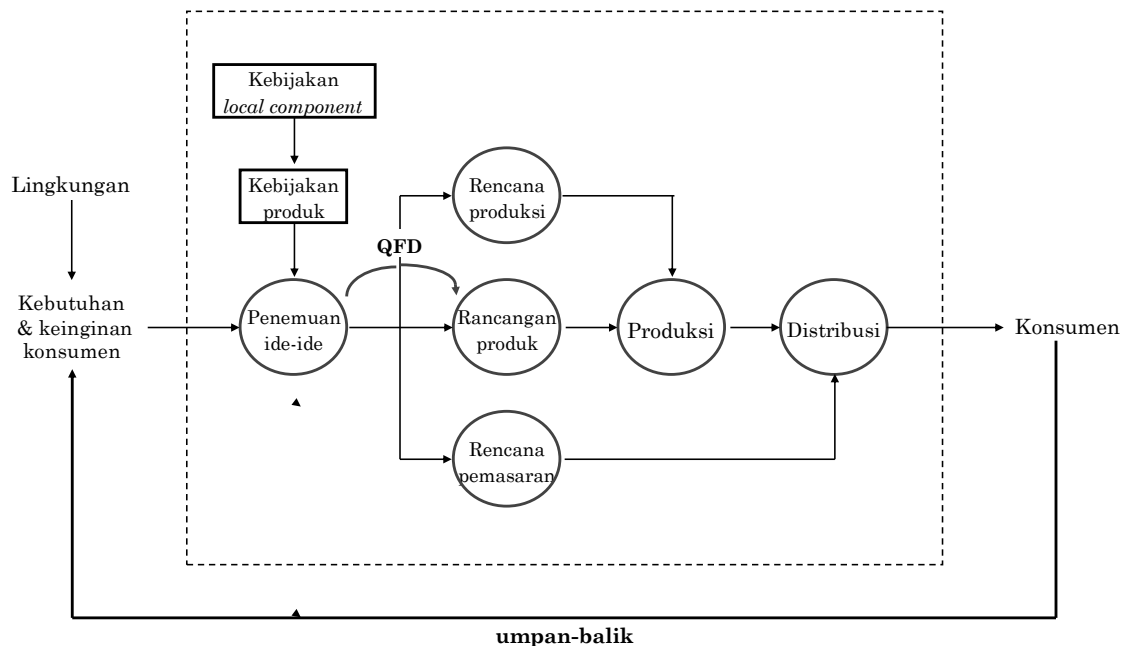 Kebijakan
local component
Kebijakan
produk
Lingkungan
Rencana
produksi
QFD
Kebutuhan
& keinginan
konsumen
Penemuan
ide-ide
Rancangan
produk
Produksi
Distribusi
Konsumen
Rencana
pemasaran
umpan-balik